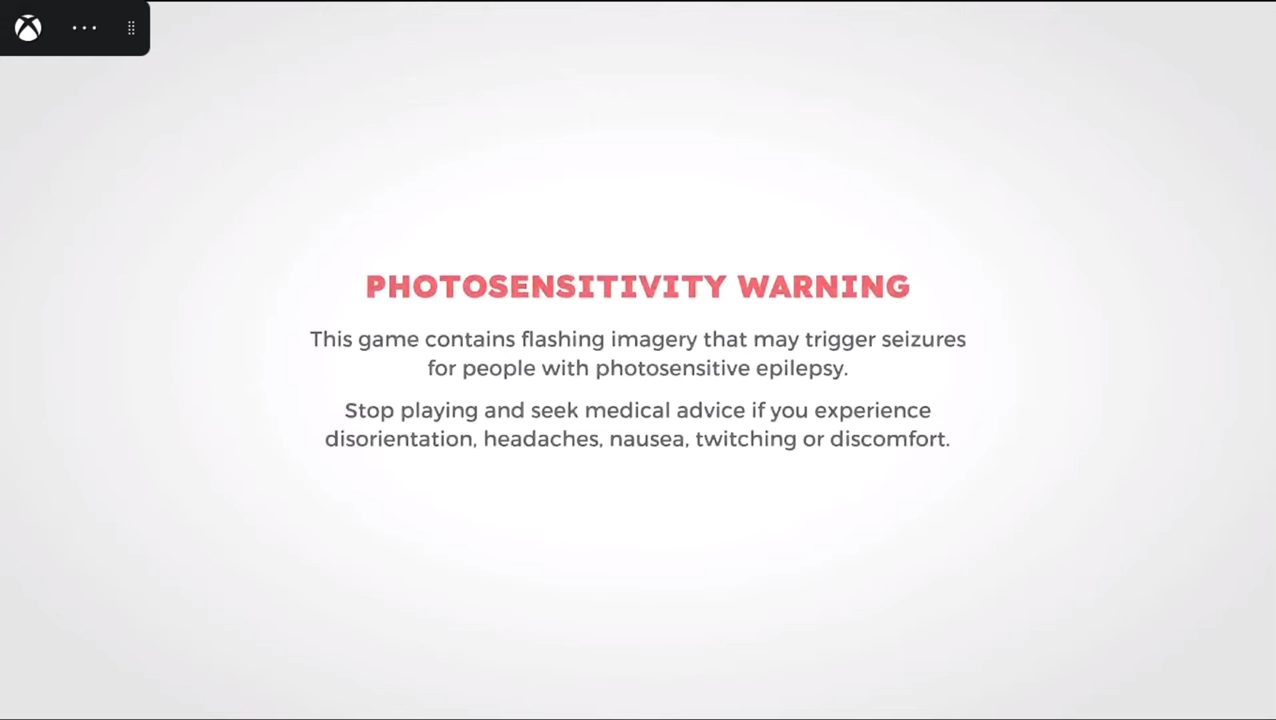 PHOTOSENSITIVITY WARNING
This game contains flashing imagery that may trigger seizures
for people with photosensitive epilepsy.
Stop playing and seek medical advice if you experience
disorientation, headaches, nausea, twitching or discomfort.